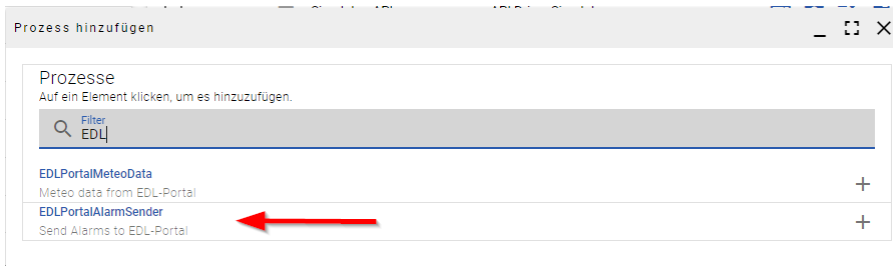 Prozess hinzufügen
Prozesse
Auf ein Element klicken, um es hinzuzufügen.
Filter
EDL
EDLPortalMeteoData
Meteo data from EDL-Portal
EDLPortalAlarmSender
Send Alarms to EDL-Portal